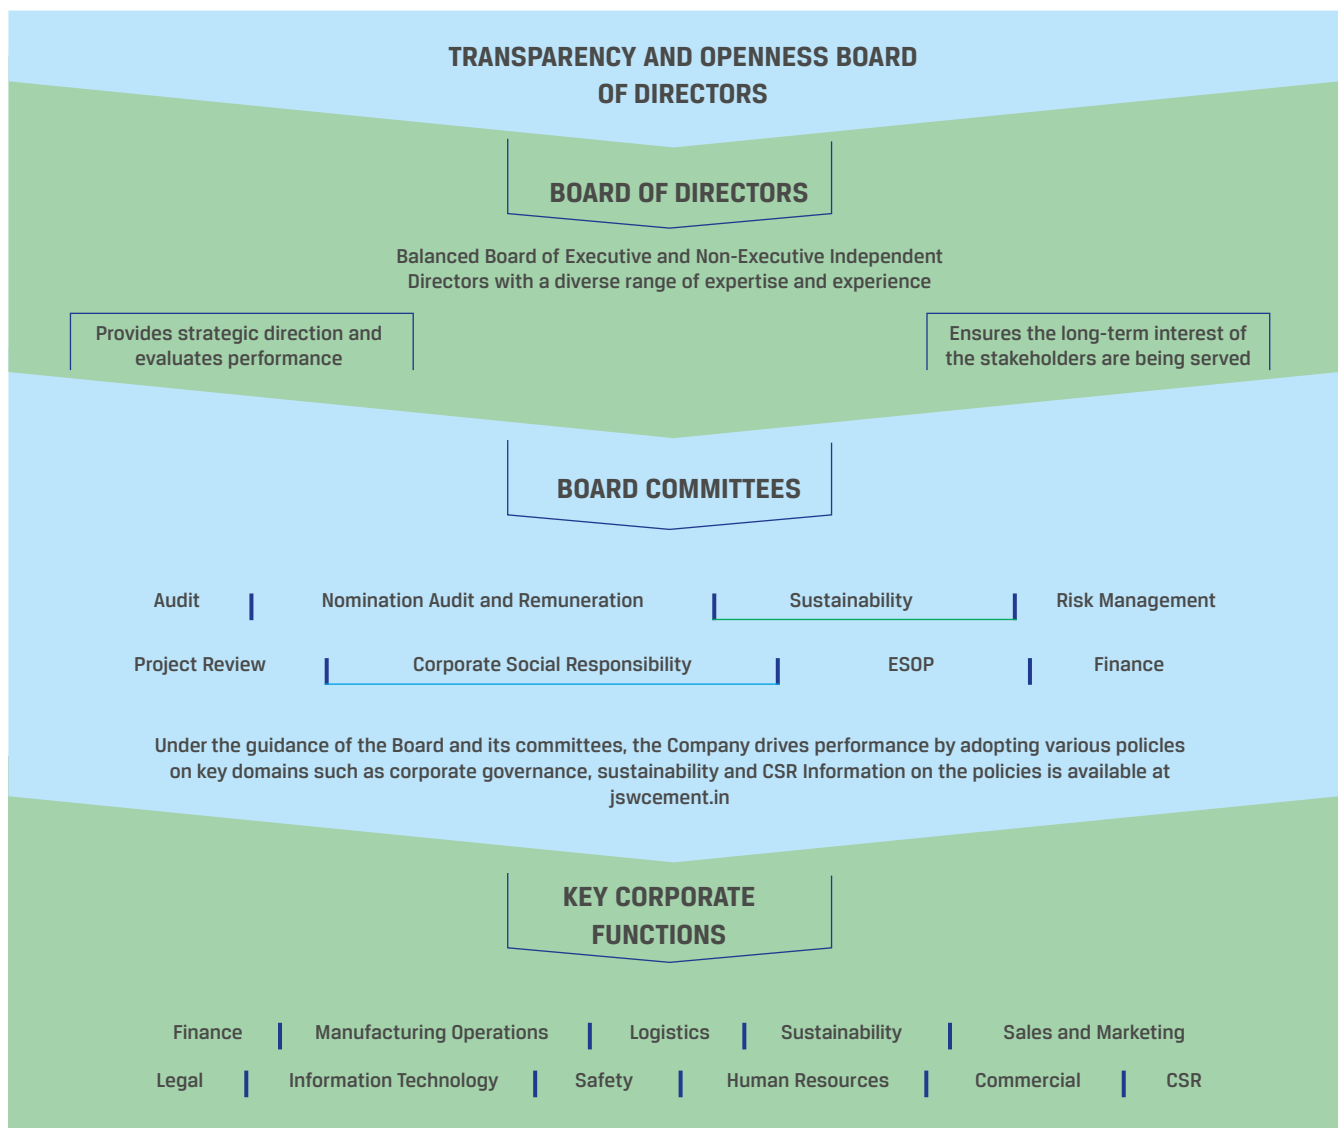 TRANSPARENCY AND OPENNESS BOARD
OF DIRECTORS
BOARD OF DIRECTORS
Balanced Board of Executive and Non-Executive Independent
Directors with a diverse range of expertise and experience
Provides strategic direction and
evaluates performance
Ensures the long-term interest of
the stakeholders are being served
BOARD COMMITTEES
Audit Nomination Audit and Remuneration Sustainability Risk Management
Project Review Corporate Social Responsibility ESOP Finance
Under the guidance of the Board and its committees, the Company drives performance by adopting various policles
on key domains such as corporate governance, sustainability and CSR Information on the policies is available at
jswcement.in
KEY CORPORATE
FUNCTIONS
Finance Manufacturing Operations Logistics Sustainability Sales and Marketing
Legal Information Technology Safety Human Resources Commercial CSR